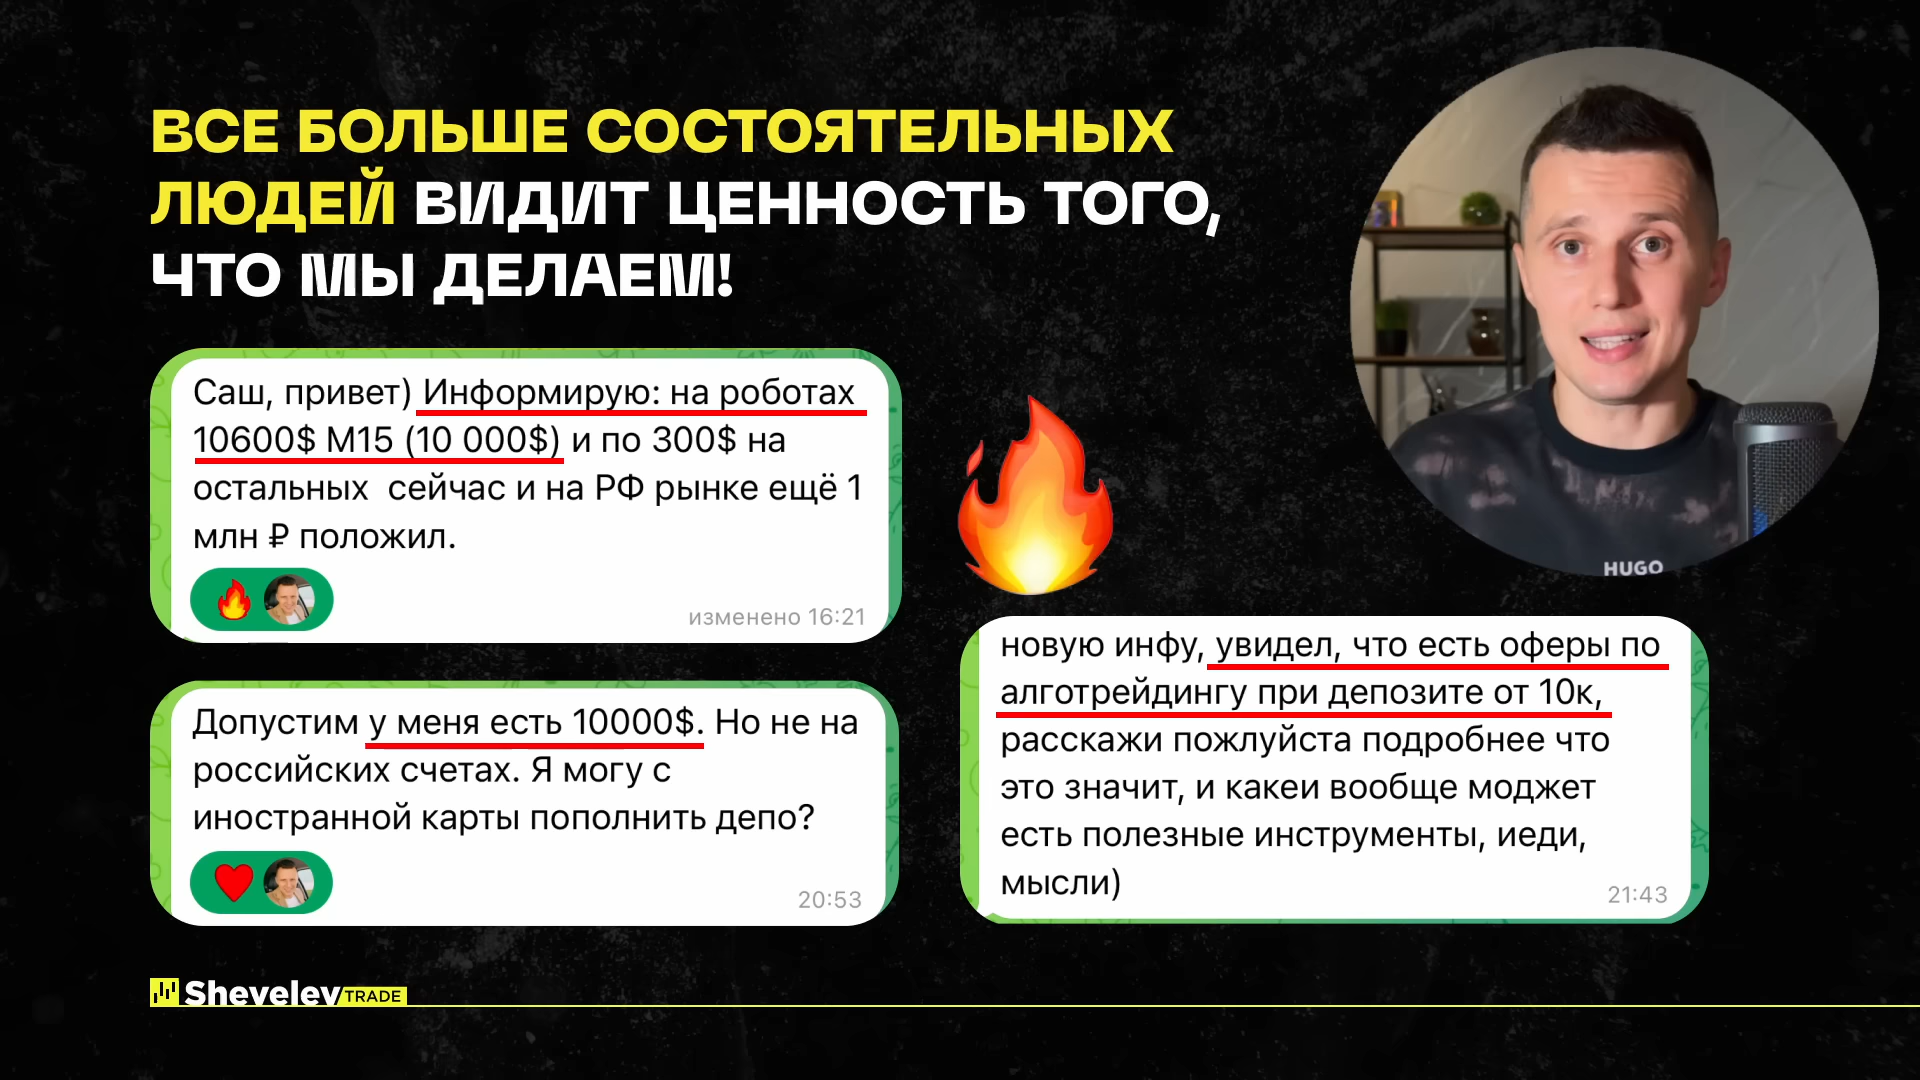 ВСЕ БОЛЬШЕ СОСТОЯТЕЛЬНЫХ
ЛЮДЕЙ ВИДИТ ЦЕННОСТЬ ТОГО,
ЧТО МЫ ДЕЛАЕМ!
Саш, привет) Информирую: на роботах
10600$ М15 (10 000$) и по 300$ на
остальных сейчас и на РФ рынке ещё 1
млн ₽ положил.
изменено 16:21
Допустим у меня есть 10000$. Но не на
российских счетах. Я могу с
иностранной карты пополнить депо?
20:53
HUGO
новую инфу, увидел, что есть оферы по
алготрейдингу при депозите от 10к,
расскажи пожлуйста подробнее что
это значит, и какеи вообще моджет
есть полезные инструменты, иеди,
мысли)
21:43
Shevelev TRADE